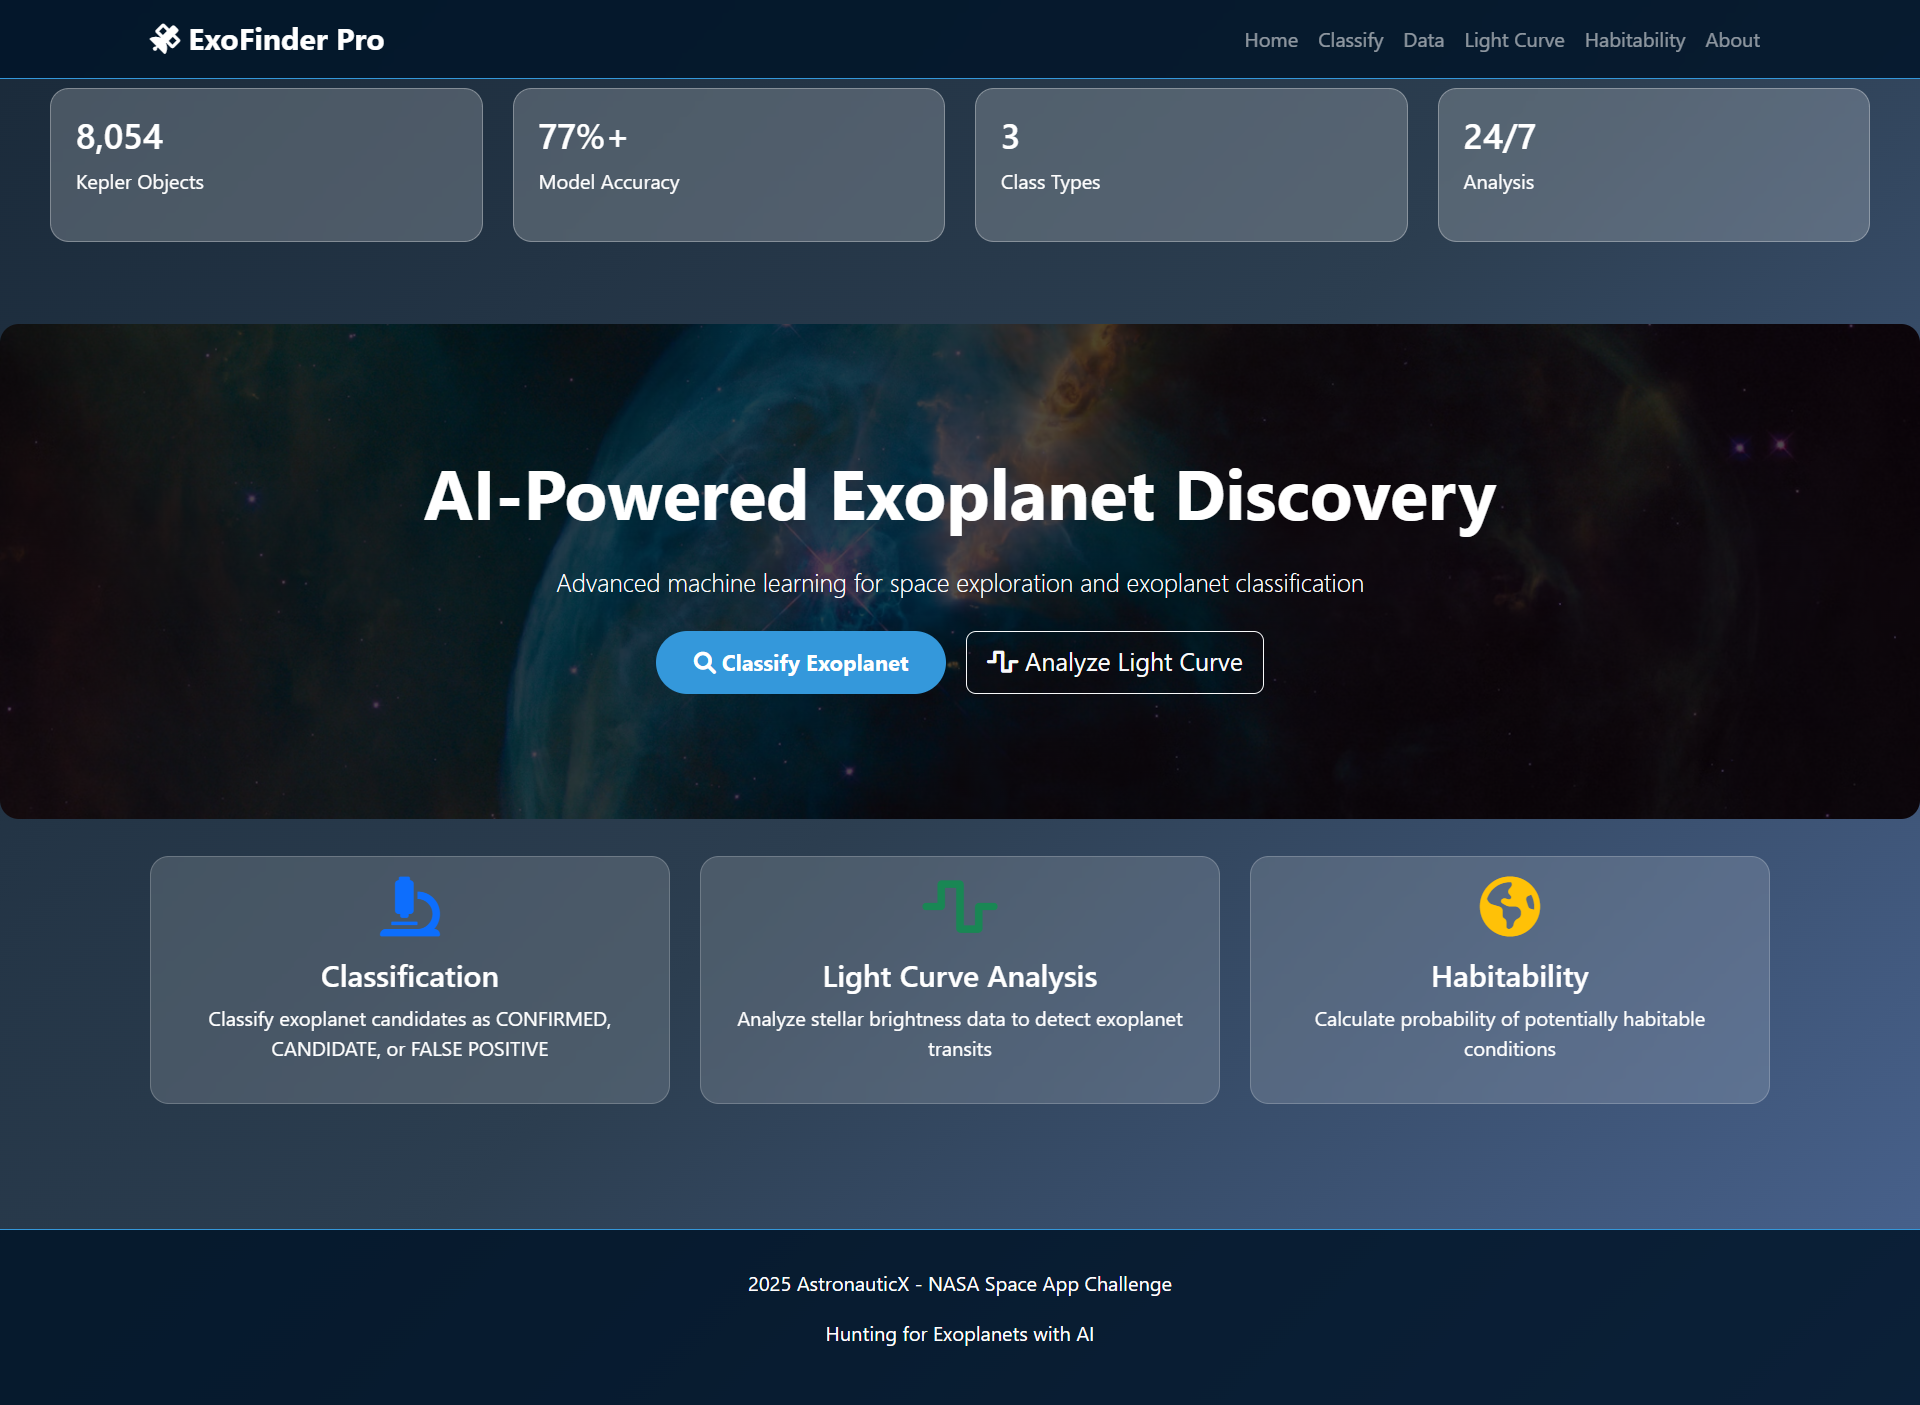 ExoFinder Pro
Home
Classify
Data
Light Curve
Habitability
About
8,054
Kepler Objects
77%+
Model Accuracy
3
Class Types
24/7
Analysis
AI-Powered Exoplanet Discovery
Advanced machine learning for space exploration and exoplanet classification
Classify Exoplanet
Analyze Light Curve
Classification
Classify exoplanet candidates as CONFIRMED,
CANDIDATE, or FALSE POSITIVE
Light Curve Analysis
Analyze stellar brightness data to detect exoplanet
transits
Habitability
Calculate probability of potentially habitable
conditions
2025 AstronauticX - NASA Space App Challenge
Hunting for Exoplanets with AI